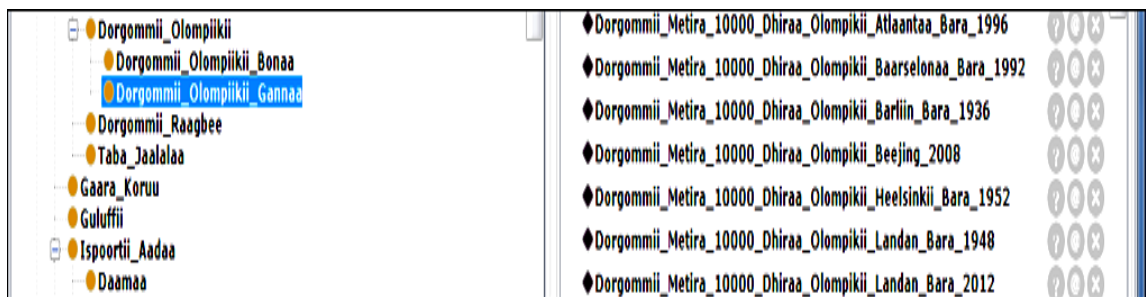 Dorgommii_Olompiikii
Dorgommii_Olompiikii_Bonaa
Dorgommii_Olompiikii_Gannaa
Dorgommii_Raagbee
Taba_Jaalalaa
Gaara_Koruu
Guluffii
Ispoortii_Aadaa
Daamaa
Dorgommii_Metira_10000_Dhiraa_Olompikii_Atlaantaa_Bara_1996
Dorgommii_Metira_10000_Dhiraa_Olompikii_Baarselonaa_Bara_1992
Dorgommii_Metira_10000_Dhiraa_Olompikii_Barliin_Bara_1936
Dorgommii_Metira_10000_Dhiraa_Olompikii_Beejing_2008
Dorgommii_Metira_10000_Dhiraa_Olompikii_Heelsinkii_Bara_1952
Dorgommii_Metira_10000_Dhiraa_Olompikii_Landan_Bara_1948
Dorgommii_Metira_10000_Dhiraa_Olompikii_Landan_Bara_2012